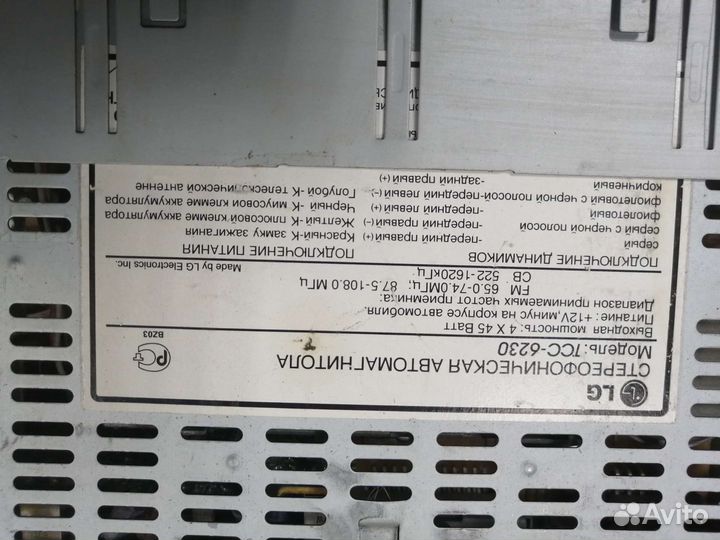 LG
СТЕРЕОФОНИЧЕСКАЯ АВТОМАГНИТОЛА
Модель: TCC-6230
BZ03
Выходная мощность: 4 X 45 Ватт
Питание: +12V,минус на корпусе автомобиля.
Диапазон принимаемых частот приемника:
FM 65.0-74.0МГц; 87.5-108.0 МГц
СВ 522-1620кГц
Made by LG Electronics Inc.
ПОДКЛЮЧЕНИЕ ДИНАМИКОВ
серый -передний правый (+)
серый с черной полосой -передний правый(-)
фиолетовый -передний левый (+)
фиолетовый с черной полосой -передний левый(-)
коричневый -задний правый (+)
ПОДКЛЮЧЕНИЕ ПИТАНИЯ
Красный-К замку зажигания
Желтый-К плюсовой клемме аккумулятора
Черный -К минусовой клемме аккумулятора
Голубой-К телескопической антенне
Avito